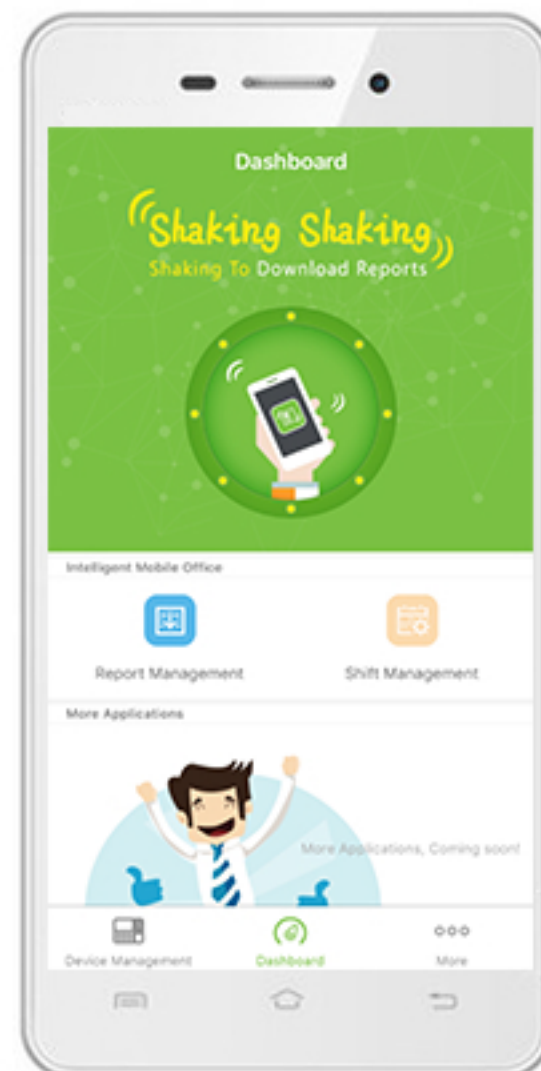 Dashboard
Shaking Shaking
Shaking To Download Reports
Intelligent Mobile Office
Report Management
Shift Management
More Applications
More Applications, Coming soon!
Device Management
Dashboard
More